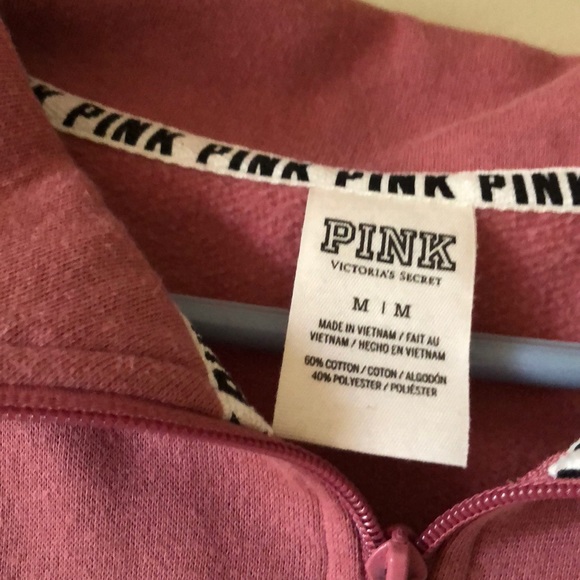 PINK PINK PINK PINK PINK
PINK
VICTORIA'S SECRET
M | M
MADE IN VIETNAM / FAIT AU
VIETNAM / HECHO EN VIETNAM
60% COTTON / COTON / ALGODÓN
40% POLYESTER / POLIÉSTER